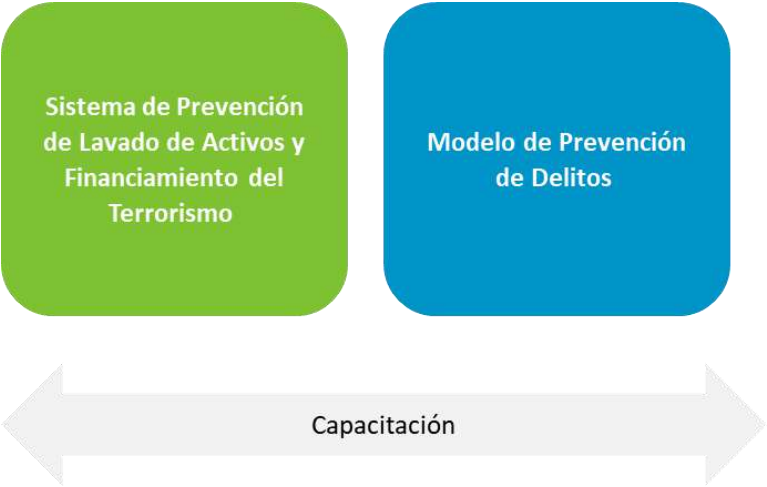 Sistema de Prevención
de Lavado de Activos y
Financiamiento del
Terrorismo
Modelo de Prevención
de Delitos
Capacitación